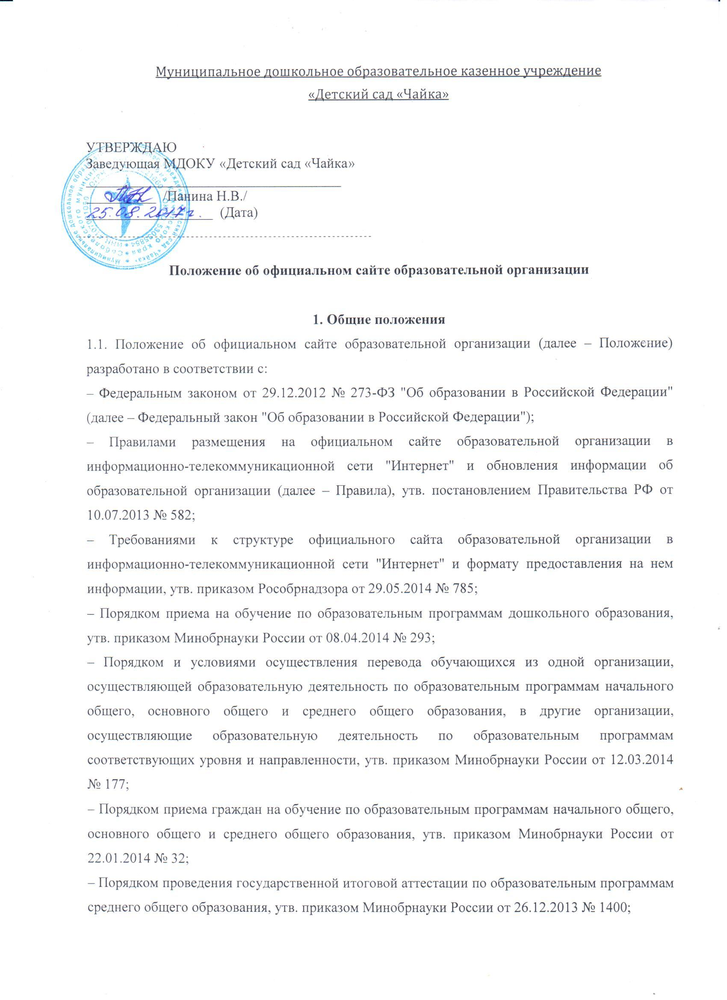 Муниципальное дошкольное образовательное казенное учреждение
«Детский сад «Чайка»
УТВЕРЖДАЮ
Заведующая МДОКУ «Детский сад «Чайка»
/Панина Н.В./
25.08.2017г. (Дата)
Положение об официальном сайте образовательной организации
1. Общие положения
1.1. Положение об официальном сайте образовательной организации (далее – Положение)
разработано в соответствии с:
– Федеральным законом от 29.12.2012 № 273-ФЗ "Об образовании в Российской Федерации"
(далее – Федеральный закон "Об образовании в Российской Федерации");
– Правилами размещения на официальном сайте образовательной организации в
информационно-телекоммуникационной сети "Интернет" и обновления информации об
образовательной организации (далее – Правила), утв. постановлением Правительства РФ от
10.07.2013 № 582;
– Требованиями к структуре официального сайта образовательной организации в
информационно-телекоммуникационной сети "Интернет" и формату предоставления на нем
информации, утв. приказом Рособрнадзора от 29.05.2014 № 785;
– Порядком приема на обучение по образовательным программам дошкольного образования,
утв. приказом Минобрнауки России от 08.04.2014 № 293;
– Порядком и условиями осуществления перевода обучающихся из одной организации,
осуществляющей образовательную деятельность по образовательным программам начального
общего, основного общего и среднего общего образования, в другие организации,
осуществляющие образовательную деятельность по образовательным программам
соответствующих уровня и направленности, утв. приказом Минобрнауки России от 12.03.2014
№ 177;
– Порядком приема граждан на обучение по образовательным программам начального общего,
основного общего и среднего общего образования, утв. приказом Минобрнауки России от
22.01.2014 № 32;
– Порядком проведения государственной итоговой аттестации по образовательным программам
среднего общего образования, утв. приказом Минобрнауки России от 26.12.2013 № 1400;